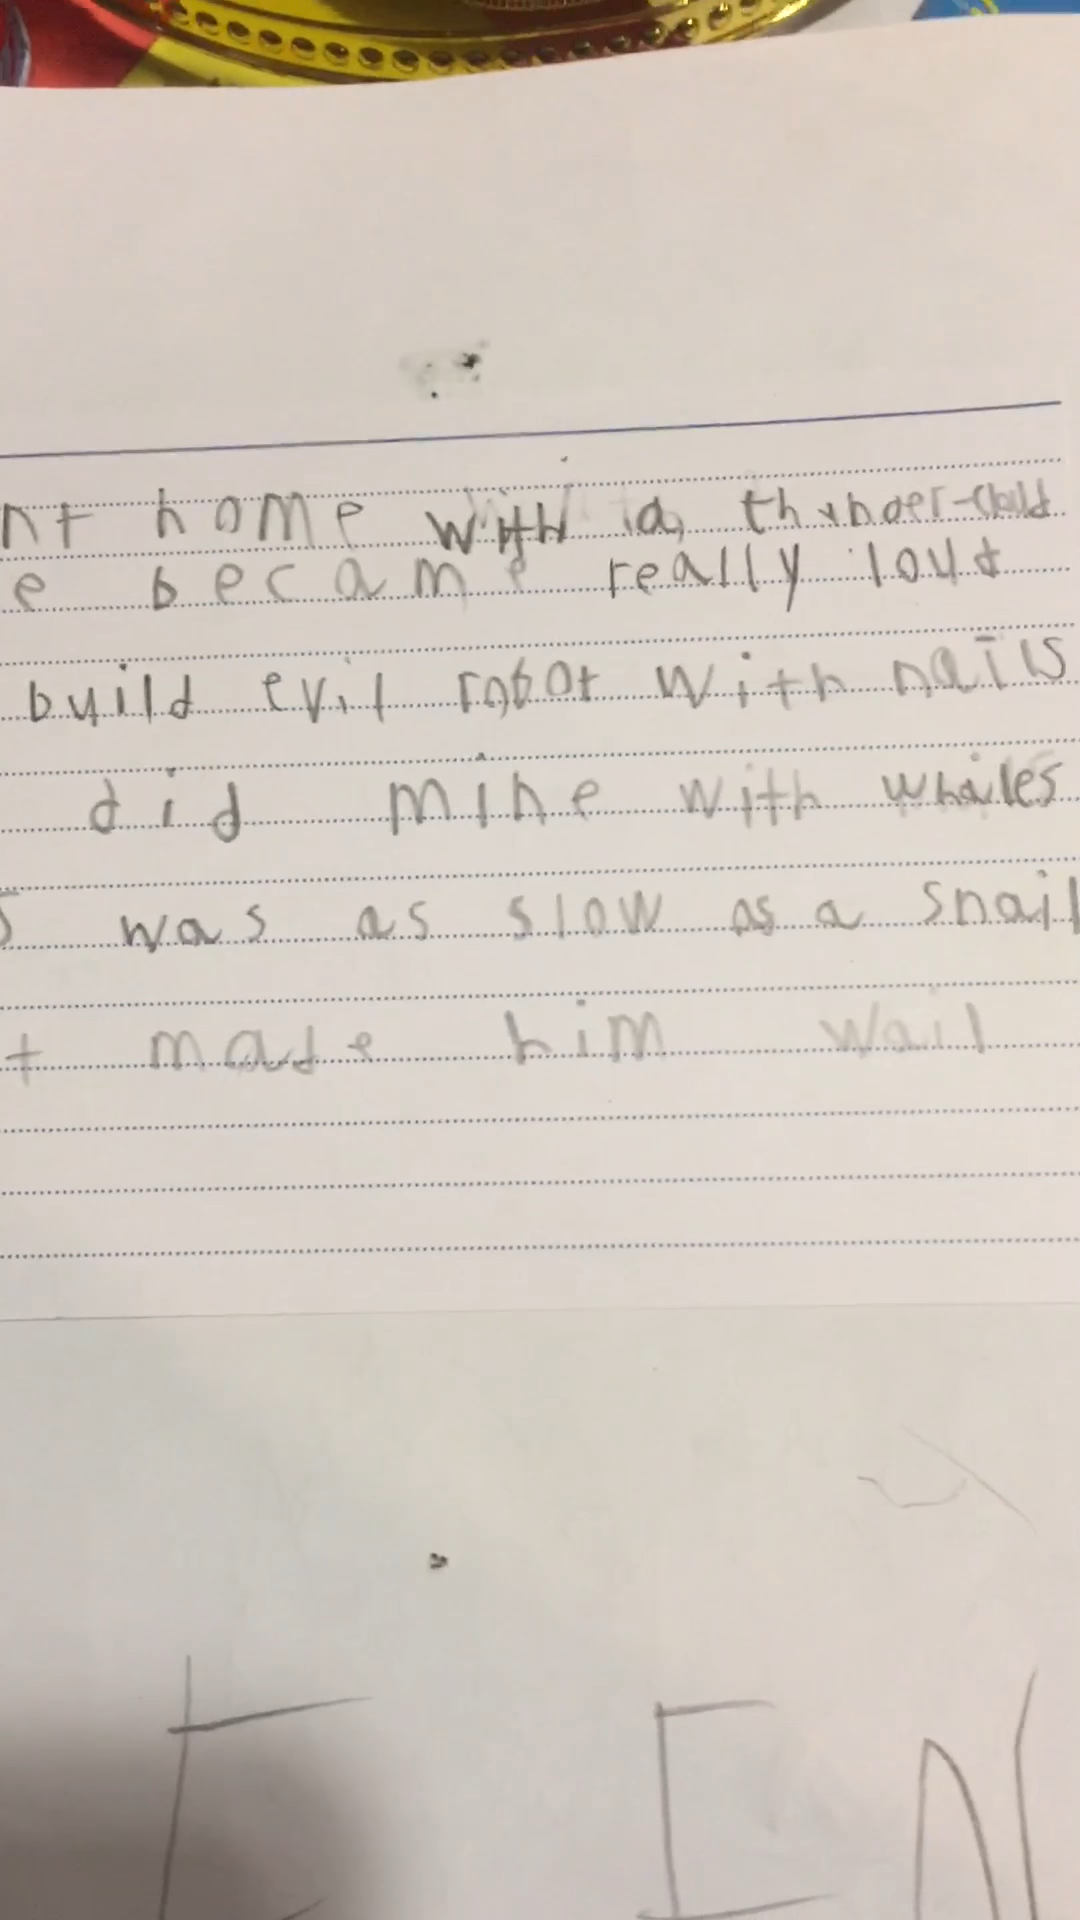 nt home with a thunder-cloud
e became really loud
build evil robot with nails
did mine with whales
s was as slow as a snail
t made him wail
E EN